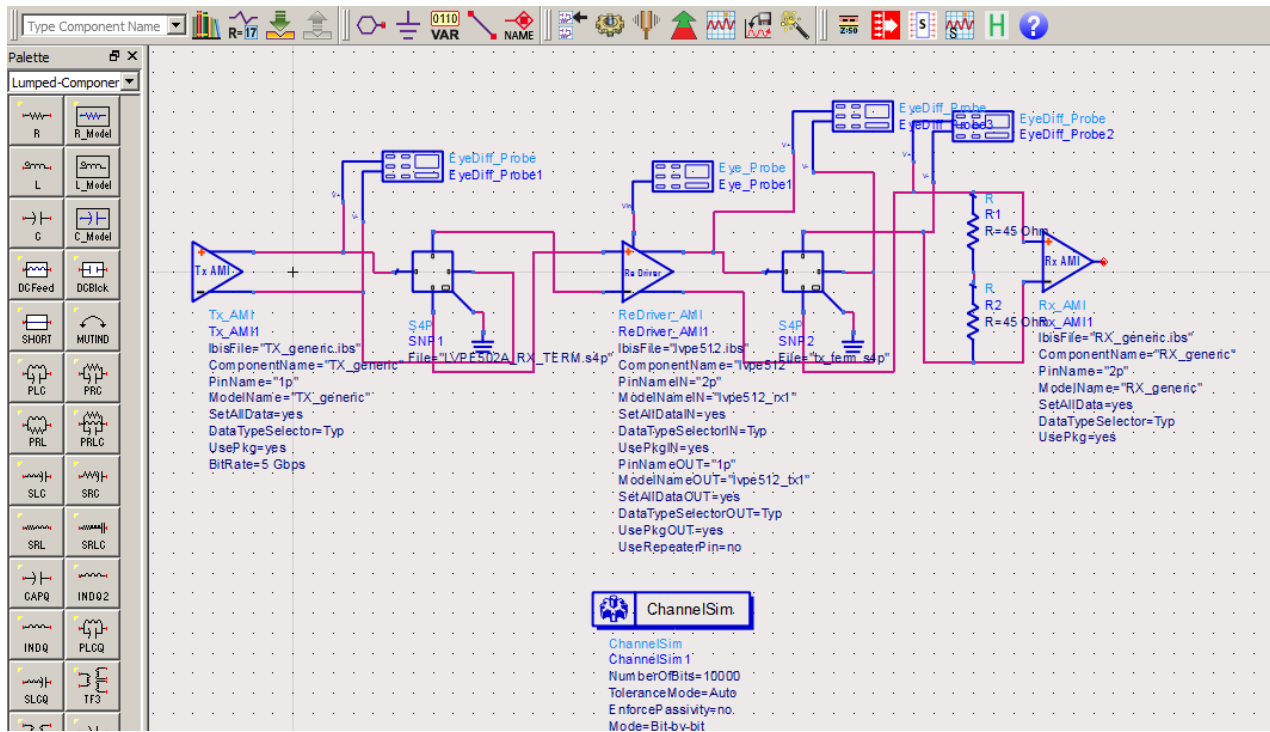 Type Component Name
R=17
0110
VAR
NAME
Z:50
S
S
H
?
Palette
Lumped-Componer
R
R_Model
L
L_Model
C
C_Model
DCFeed
DCBlck
SHORT
MUTIND
PLC
PRC
PRL
PRLC
SLC
SRC
SRL
SRLC
CAPQ
INDQ2
INDQ
PLCQ
SLCQ
TF3
EyeDiff_Probe
EyeDiff_Probe1
Eye_Probe
Eye_Probe1
EyeDiff_Probe
EyeDiff_Probe3
EyeDiff_Probe
EyeDiff_Probe2
Tx AMI
Tx_AMI
Tx_AMI1
IbisFile="TX_generic.ibs"
ComponentName="TX_generic"
PinName="1p"
ModelName="TX_generic"
SetAllData=yes
DataTypeSelector=Typ
UsePkg=yes
BitRate=5 Gbps
S4P
SNP1
File="LVPE502A_RX_TERM.s4p"
Re Driver
ReDriver_AMI
ReDriver_AMI1
IbisFile="lvpe512.ibs"
ComponentName="lvpe512"
PinNameIN="2p"
ModelNameIN="lvpe512_rx1"
SetAllDataIN=yes
DataTypeSelectorIN=Typ
UsePkgIN=yes
PinNameOUT="1p"
ModelNameOUT="lvpe512_tx1"
SetAllDataOUT=yes
DataTypeSelectorOUT=Typ
UsePkgOUT=yes
UseRepeaterPin=no
S4P
SNP2
File="tx_term_s4p"
R
R1
R=45 Ohm
R
R2
R=45 Ohm
Rx AMI
Rx_AMI
Rx_AMI1
IbisFile="RX_generic.ibs"
ComponentName="RX_generic"
PinName="2p"
ModelName="RX_generic"
SetAllData=yes
DataTypeSelector=Typ
UsePkg=yes
ChannelSim
ChannelSim
ChannelSim1
NumberOfBits=10000
ToleranceMode=Auto
EnforcePassivity=no
Mode=Bit-by-bit